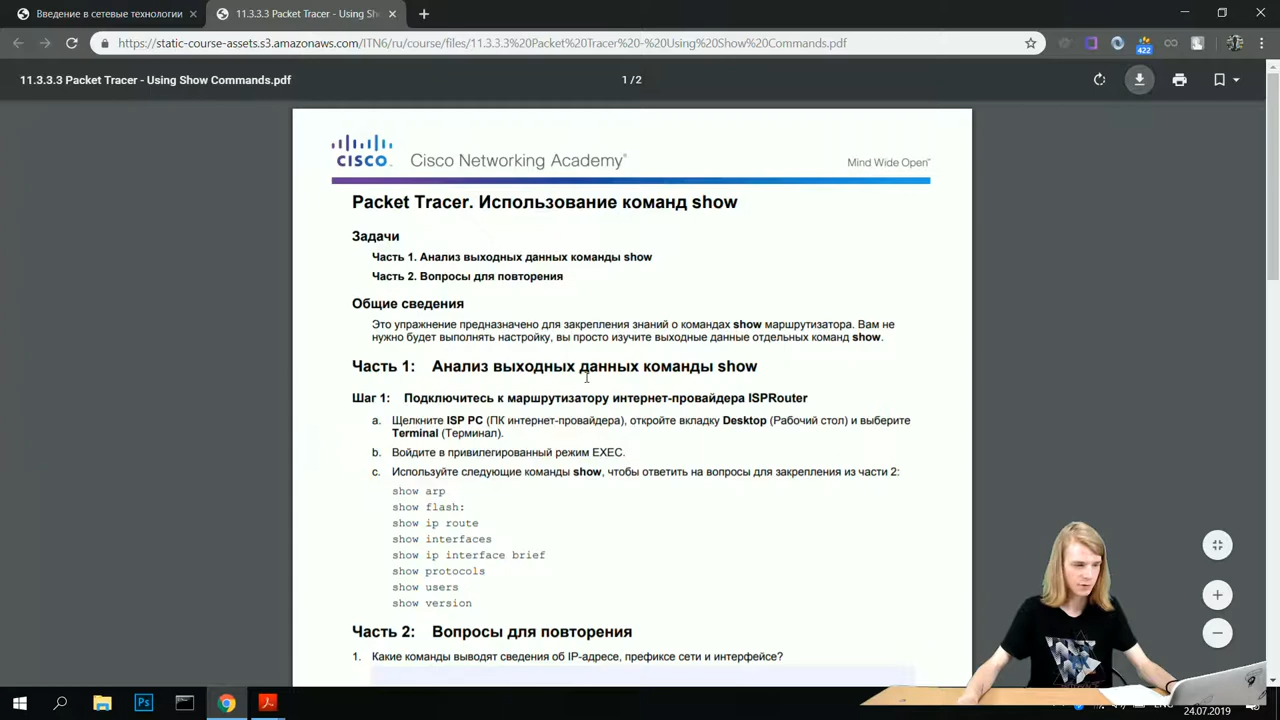 Введение в сетевые технологии
11.3.3.3 Packet Tracer - Using Sh
https://static-course-assets.s3.amazonaws.com/ITN6/ru/course/files/11.3.3.3%20Packet%20Tracer%20-%20Using%20Show%20Commands.pdf
422
11.3.3.3 Packet Tracer - Using Show Commands.pdf
1 / 2
CISCO
Cisco Networking Academy®
Mind Wide Open™
Packet Tracer. Использование команд show
Задачи
Часть 1. Анализ выходных данных команды show
Часть 2. Вопросы для повторения
Общие сведения
Это упражнение предназначено для закрепления знаний о командах show маршрутизатора. Вам не
нужно будет выполнять настройку, вы просто изучите выходные данные отдельных команд show.
Часть 1: Анализ выходных данных команды show
Шаг 1: Подключитесь к маршрутизатору интернет-провайдера ISPRouter
a. Щелкните ISP PC (ПК интернет-провайдера), откройте вкладку Desktop (Рабочий стол) и выберите
Terminal (Терминал).
b. Войдите в привилегированный режим EXEC.
c. Используйте следующие команды show, чтобы ответить на вопросы для закрепления из части 2:
show arp
show flash:
show ip route
show interfaces
show ip interface brief
show protocols
show users
show version
Часть 2: Вопросы для повторения
1. Какие команды выводят сведения об IP-адресе, префиксе сети и интерфейсе?
Ps
24.07.2019